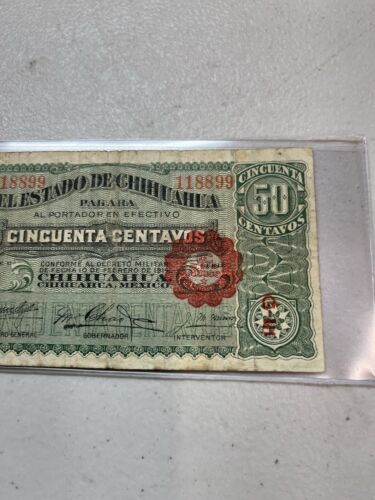 118899 118899
EL ESTADO DE CHIHUAHUA
PAGARA
AL PORTADOR EN EFECTIVO
CINCUENTA CENTAVOS
CONFORME AL DECRETO MILITAR
DE FECHA 10 DE FEBRERO DE 1914
CHIHUAHUA,
CHIHUAHUA, MEXICO.
GOBERNADOR INTERVENTOR
CINCUENTA
50
CENTAVOS